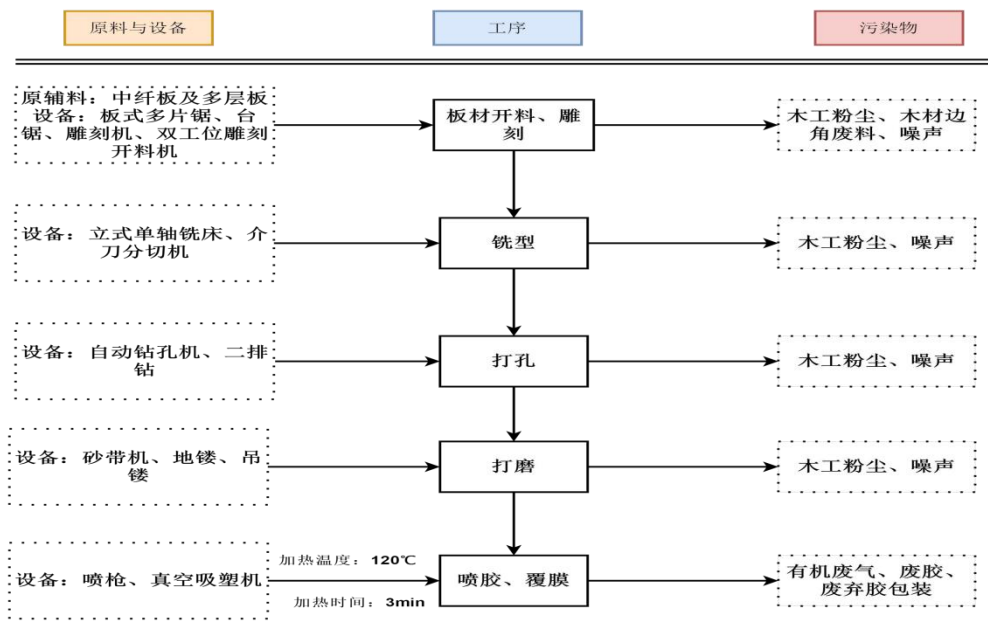 原料与设备
工序
污染物
原辅料：中纤板及多层板
设备：板式多片锯、台
锯、雕刻机、双工位雕刻
开料机
板材开料、雕
刻
木工粉尘、木材边
角废料、噪声
设备：立式单轴铣床、介
刀分切机
铣型
木工粉尘、噪声
设备：自动钻孔机、二排
钻
打孔
木工粉尘、噪声
设备：砂带机、地镂、吊
镂
打磨
木工粉尘、噪声
设备：喷枪、真空吸塑机
加热温度：120℃
加热时间：3min
喷胶、覆膜
有机废气、废胶、
废弃胶包装